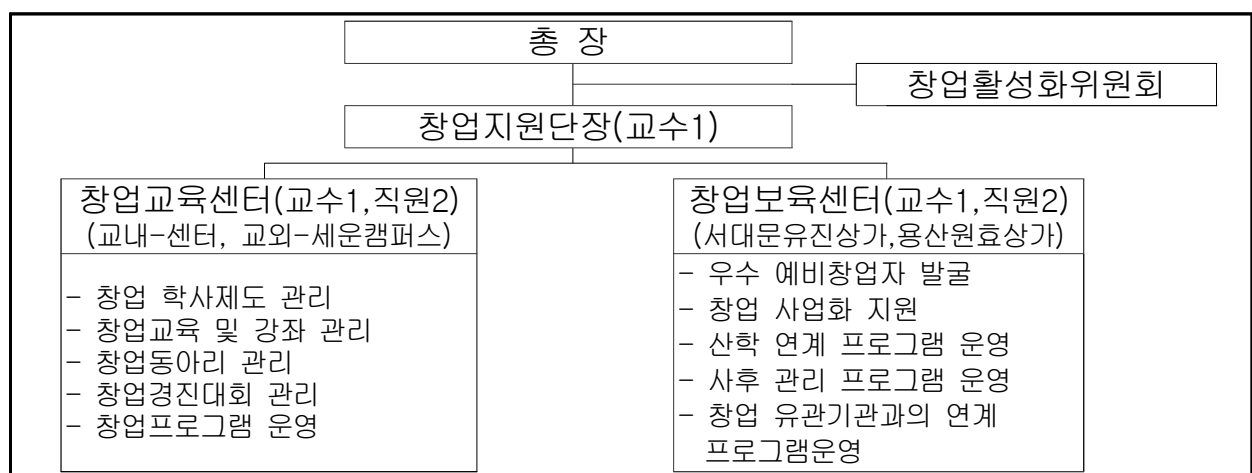 총 장
창업활성화위원회
창업지원단장(교수1)
창업교육센터(교수1,직원2)
(교내-센터, 교외-세운캠퍼스)
- 창업 학사제도 관리
- 창업교육 및 강좌 관리
- 창업동아리 관리
- 창업경진대회 관리
- 창업프로그램 운영
창업보육센터(교수1,직원2)
(서대문유진상가,용산원효상가)
- 우수 예비창업자 발굴
- 창업 사업화 지원
- 산학 연계 프로그램 운영
- 사후 관리 프로그램 운영
- 창업 유관기관과의 연계
프로그램운영